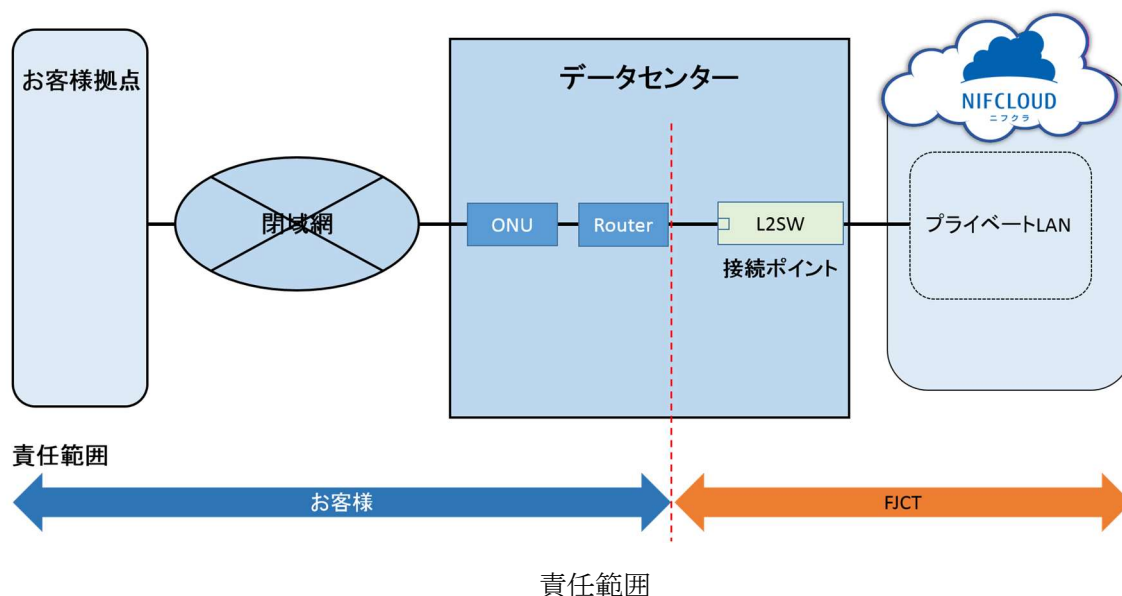 お客様拠点
データセンター
NIFCLOUD
ニフクラ
閉域網
ONU
Router
L2SW
プライベートLAN
接続ポイント
責任範囲
お客様
FJCT
責任範囲